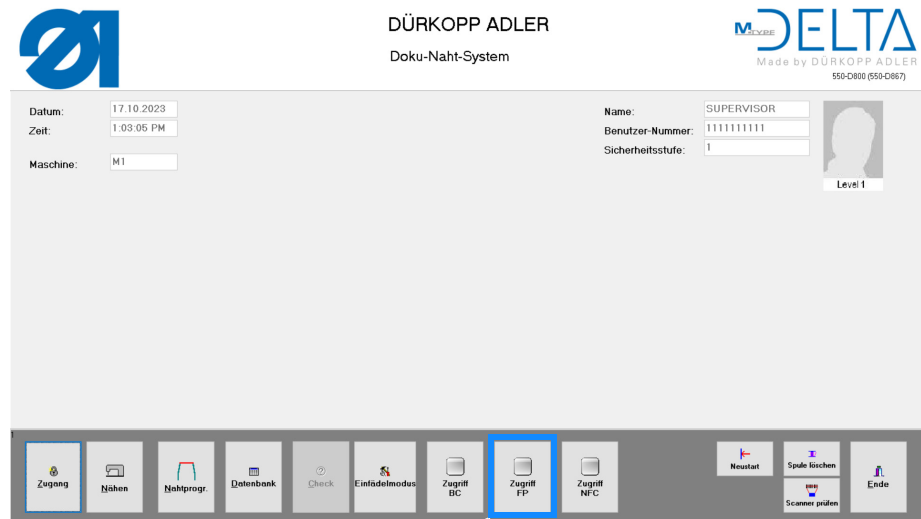 DÜRKOPP ADLER
Doku-Naht-System
M-TYPE
DELTA
Made by DÜRKOPP ADLER
550-D800 (550-D867)
Datum: 17.10.2023
Zeit: 1:03:05 PM
Maschine: M1
Name: SUPERVISOR
Benutzer-Nummer: 1111111111
Sicherheitsstufe: 1
Level 1
1
Zugang
Nähen
Nahtprogr.
Datenbank
Check
Einfädelmodus
Zugriff
BC
Zugriff
FP
Zugriff
NFC
Neustart
Spule löschen
Scanner prüfen
Ende